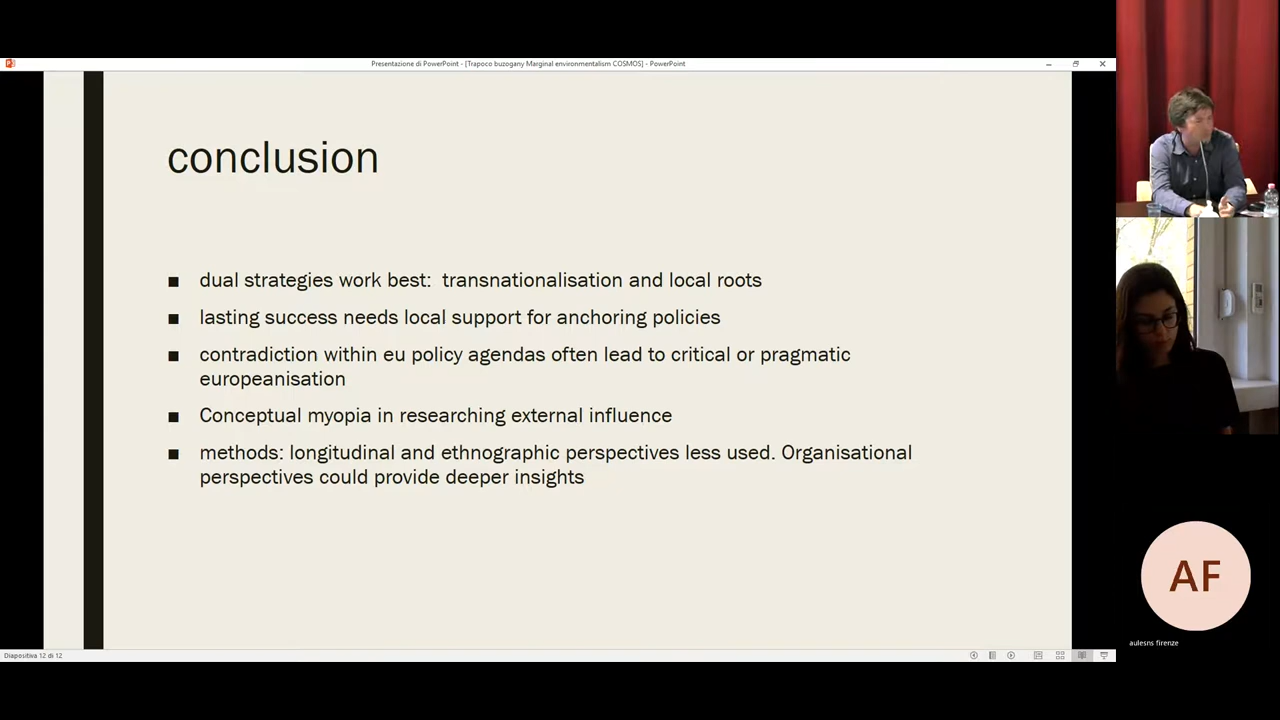 Presentazione di PowerPoint - [Trapoco buzogany Marginal environmentalism COSMOS] - PowerPoint
conclusion
■ dual strategies work best:  transnationalisation and local roots
■ lasting success needs local support for anchoring policies
■ contradiction within eu policy agendas often lead to critical or pragmatic
europeanisation
■ Conceptual myopia in researching external influence
■ methods: longitudinal and ethnographic perspectives less used. Organisational
perspectives could provide deeper insights
Diapositiva 12 di 12
AF
aulesns firenze